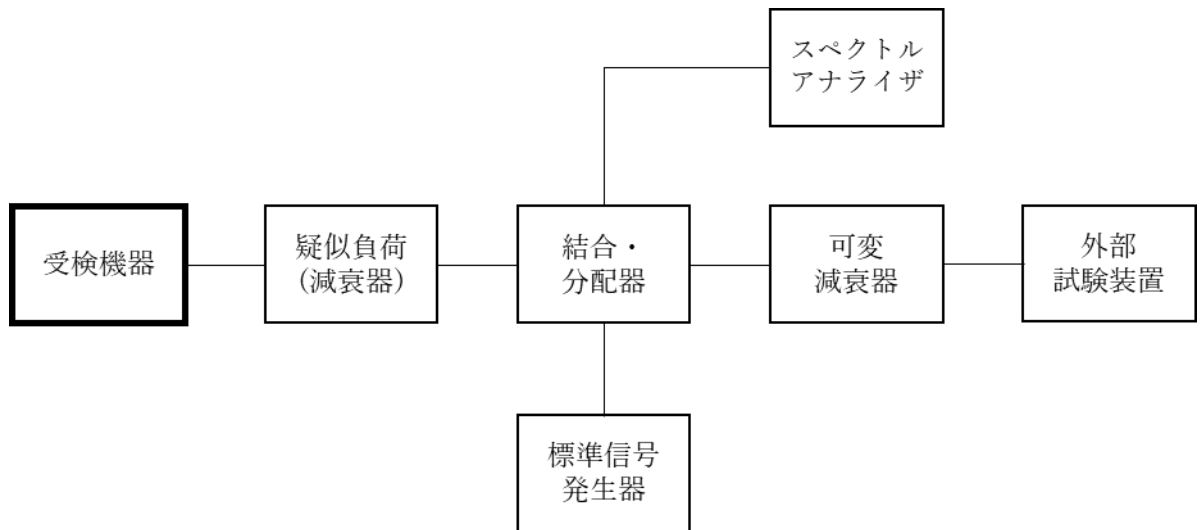 スペクトル
アナライザ
受検機器
疑似負荷
(減衰器)
結合・
分配器
可変
減衰器
外部
試験装置
標準信号
発生器